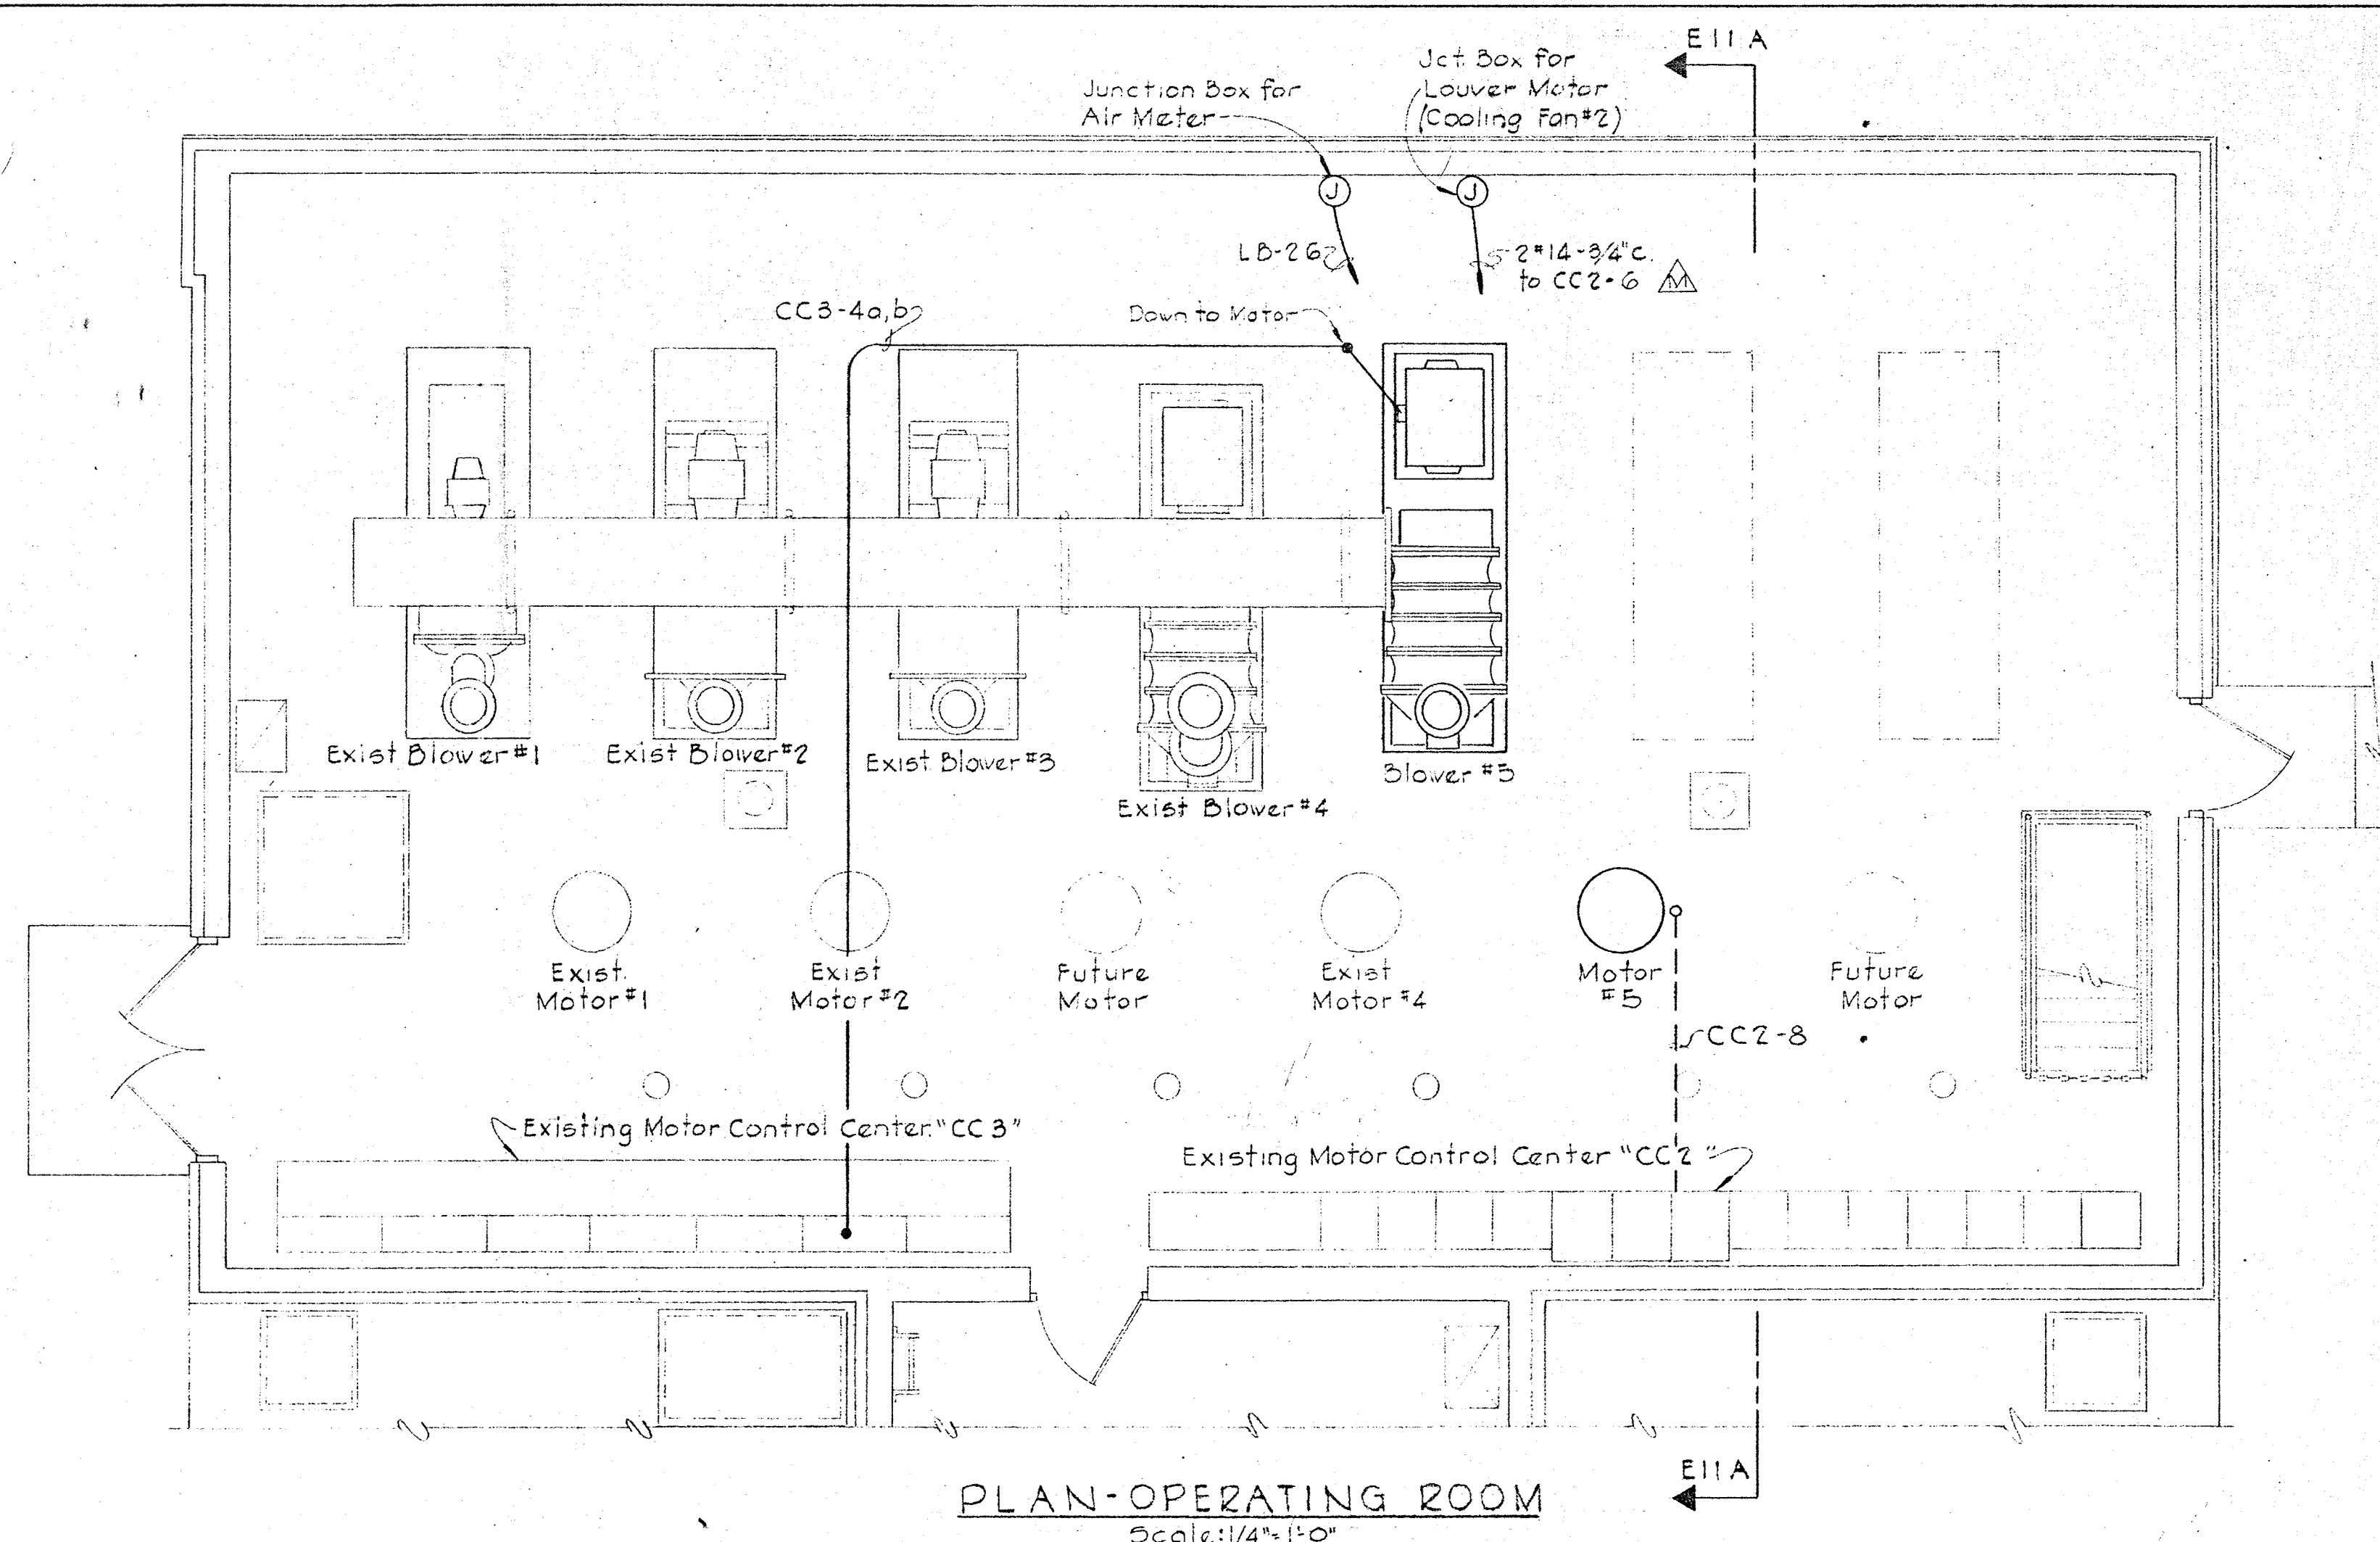 E11A
Jct. Box for
Louver Motor
(Cooling Fan #2)
Junction Box for
Air Meter
J
J
LB-26
2#14-3/4"C.
to CC2-6
M
CC3-4a,b
Down to Motor
Exist Blower #1
Exist Blower #2
Exist Blower #3
Exist Blower #4
Blower #5
Exist.
Motor #1
Exist
Motor #2
Future
Motor
Exist
Motor #4
Motor
#5
Future
Motor
CC2-8
Existing Motor Control Center "CC3"
Existing Motor Control Center "CC2"
E11A
PLAN-OPERATING ROOM
Scale: 1/4"=1'-0"